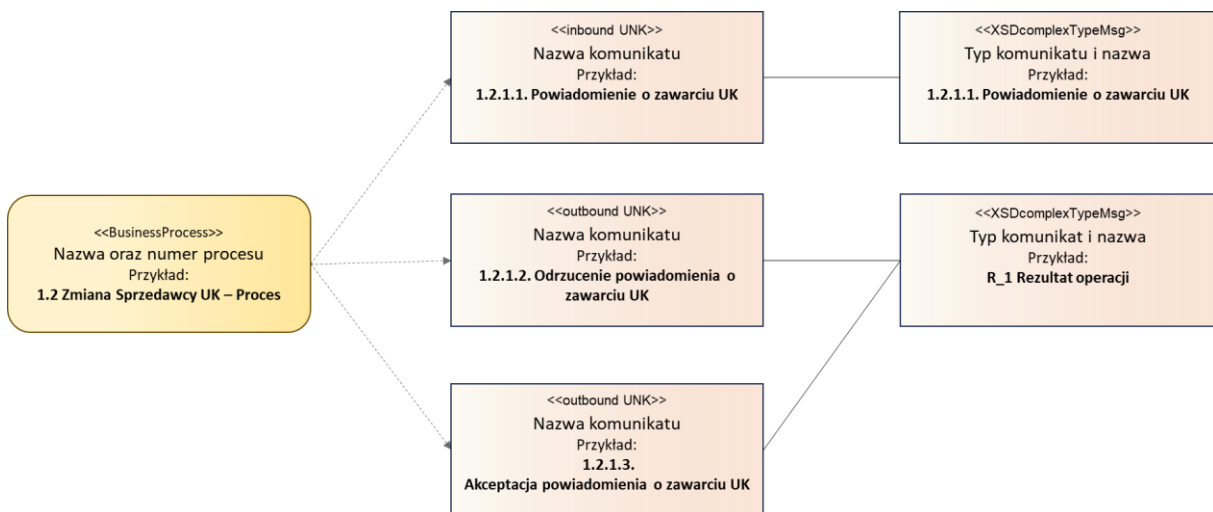 <<inbound UNK>>
Nazwa komunikatu
Przykład:
1.2.1.1. Powiadomienie o zawarciu UK
<<XSDcomplexTypeMsg>>
Typ komunikatu i nazwa
Przykład:
1.2.1.1. Powiadomienie o zawarciu UK
<<BusinessProcess>>
Nazwa oraz numer procesu
Przykład:
1.2 Zmiana Sprzedawcy UK – Proces
<<outbound UNK>>
Nazwa komunikatu
Przykład:
1.2.1.2. Odrzucenie powiadomienia o
zawarciu UK
<<XSDcomplexTypeMsg>>
Typ komunikat i nazwa
Przykład:
R_1 Rezultat operacji
<<outbound UNK>>
Nazwa komunikatu
Przykład:
1.2.1.3.
Akceptacja powiadomienia o zawarciu UK